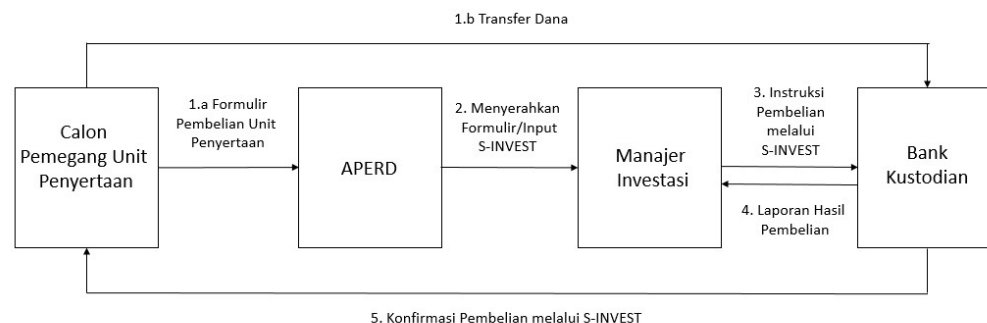 1.b Transfer Dana
Calon
Pemegang Unit
Penyertaan
1.a Formulir
Pembelian Unit
Penyertaan
APERD
2. Menyerahkan
Formulir/Input
S-INVEST
Manajer
Investasi
3. Instruksi
Pembelian
melalui
S-INVEST
4. Laporan Hasil
Pembelian
Bank
Kustodian
5. Konfirmasi Pembelian melalui S-INVEST